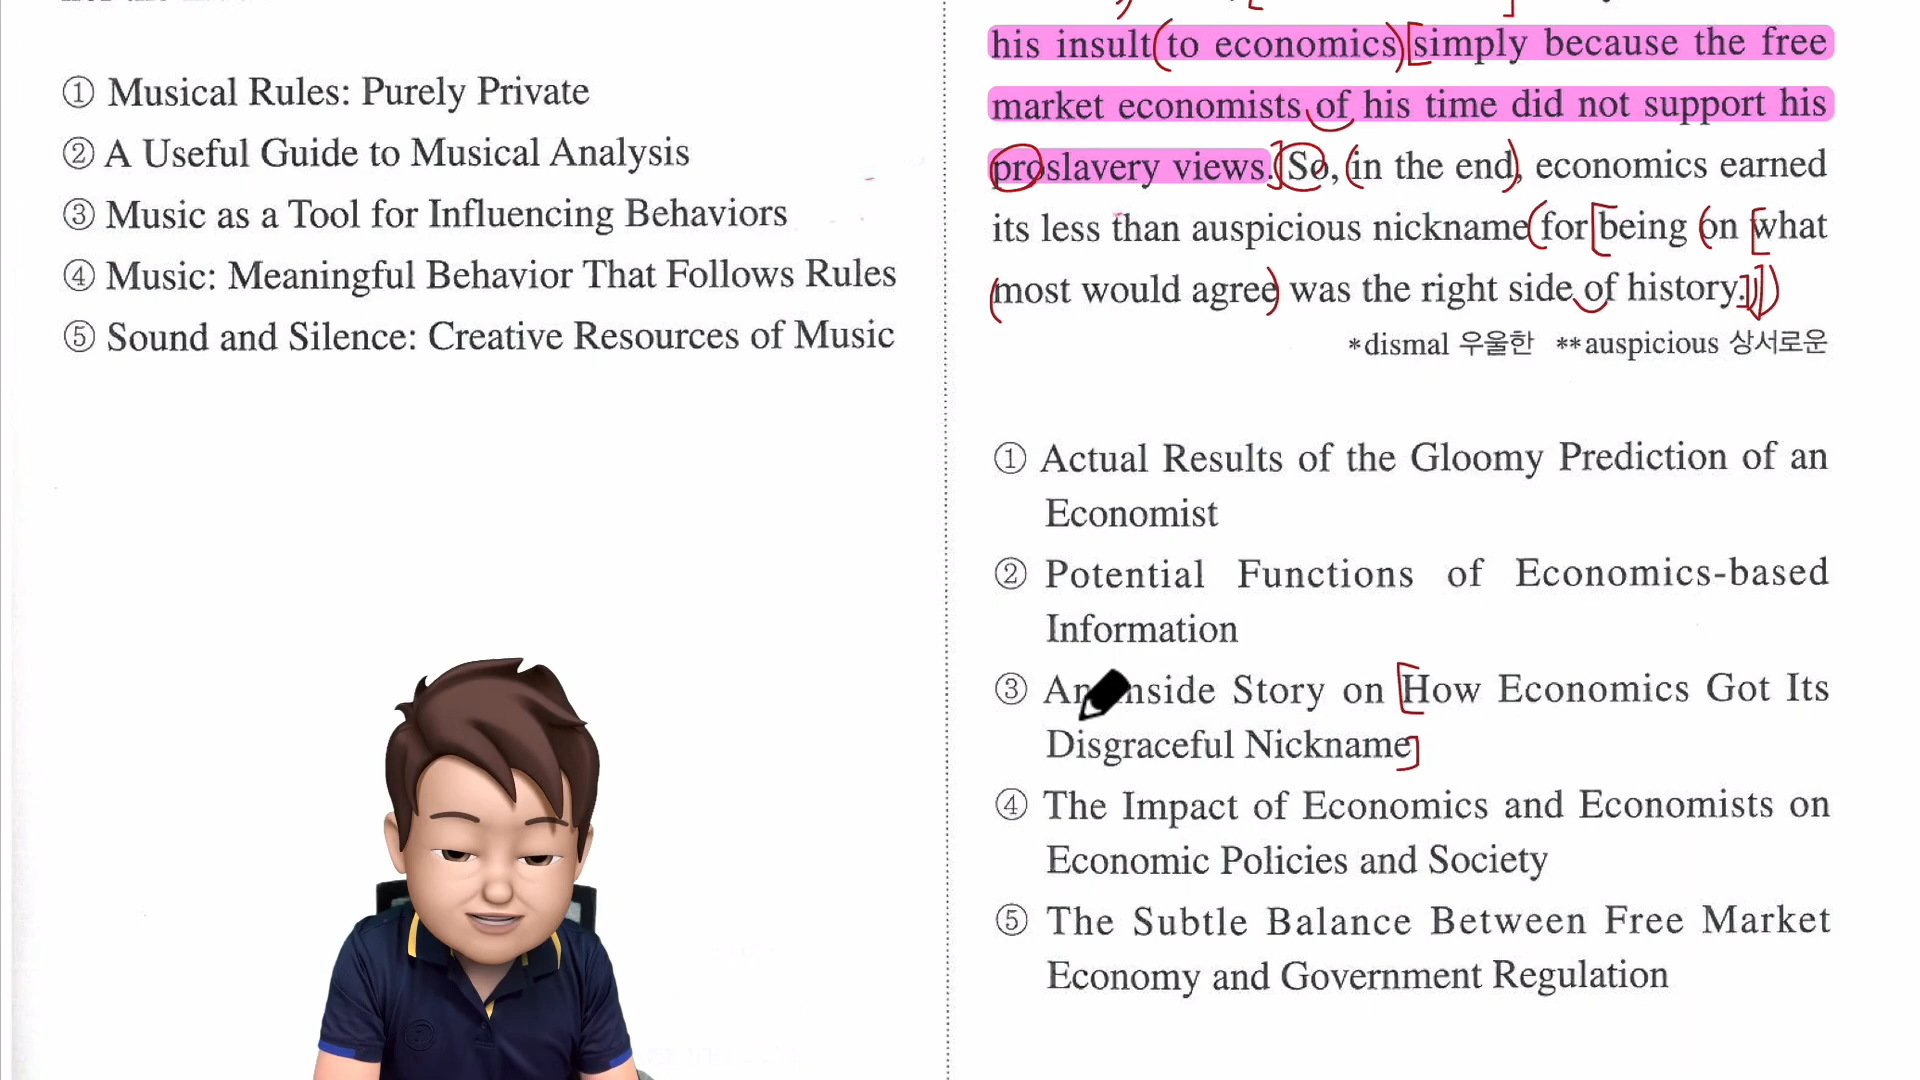 ① Musical Rules: Purely Private
② A Useful Guide to Musical Analysis
③ Music as a Tool for Influencing Behaviors
④ Music: Meaningful Behavior That Follows Rules
⑤ Sound and Silence: Creative Resources of Music
his insult to economics simply because the free
market economists of his time did not support his
proslavery views. So, in the end, economics earned
its less than auspicious nickname for being on what
most would agree was the right side of history.
*dismal 우울한 **auspicious 상서로운
① Actual Results of the Gloomy Prediction of an
Economist
② Potential Functions of Economics-based
Information
③ An Inside Story on How Economics Got Its
Disgraceful Nickname
④ The Impact of Economics and Economists on
Economic Policies and Society
⑤ The Subtle Balance Between Free Market
Economy and Government Regulation